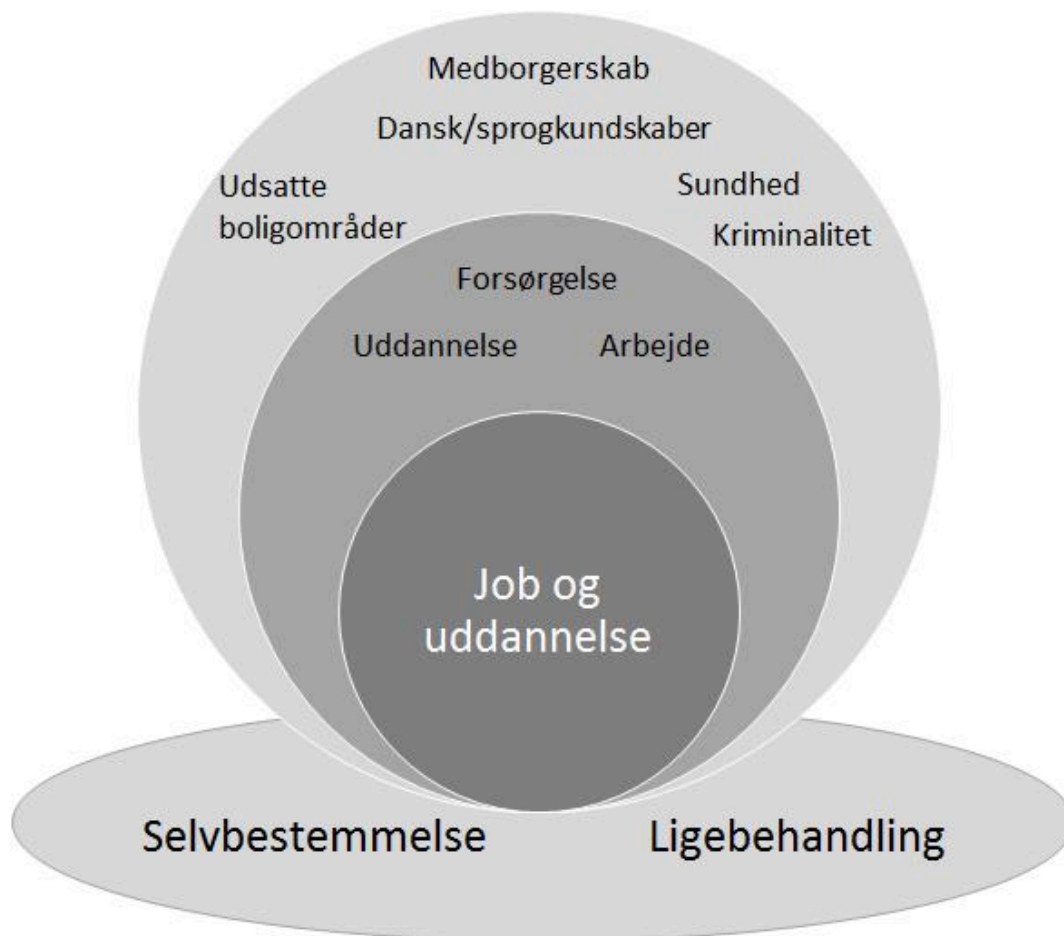 Medborgerskab
Dansk/sprogkundskaber
Udsatte
boligområder
Sundhed
Kriminalitet
Forsørgelse
Uddannelse
Arbejde
Job og
uddannelse
Selvbestemmelse
Ligebehandling